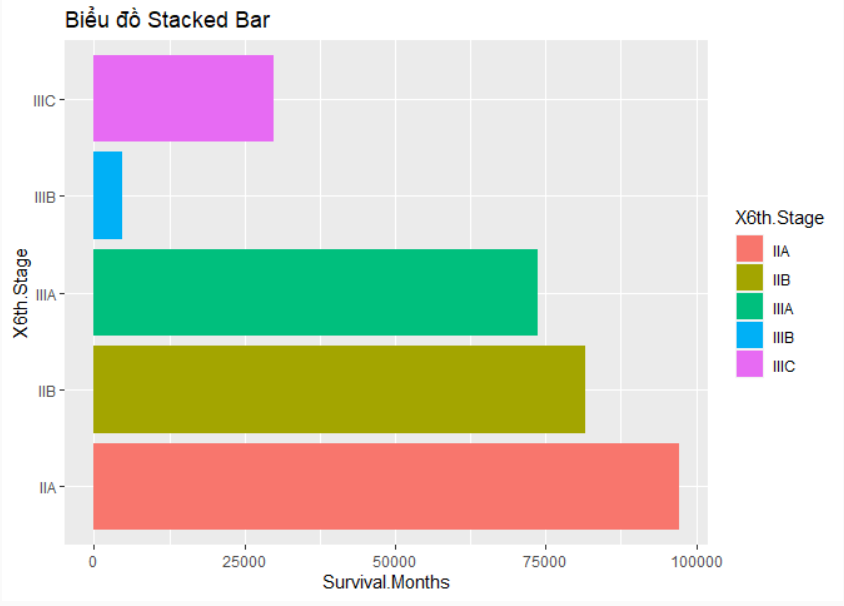 Biểu đồ Stacked Bar
X6th.Stage
IIIC
IIIB
IIIA
IIB
IIA
0 25000 50000 75000 100000
Survival.Months
X6th.Stage
IIA
IIB
IIIA
IIIB
IIIC